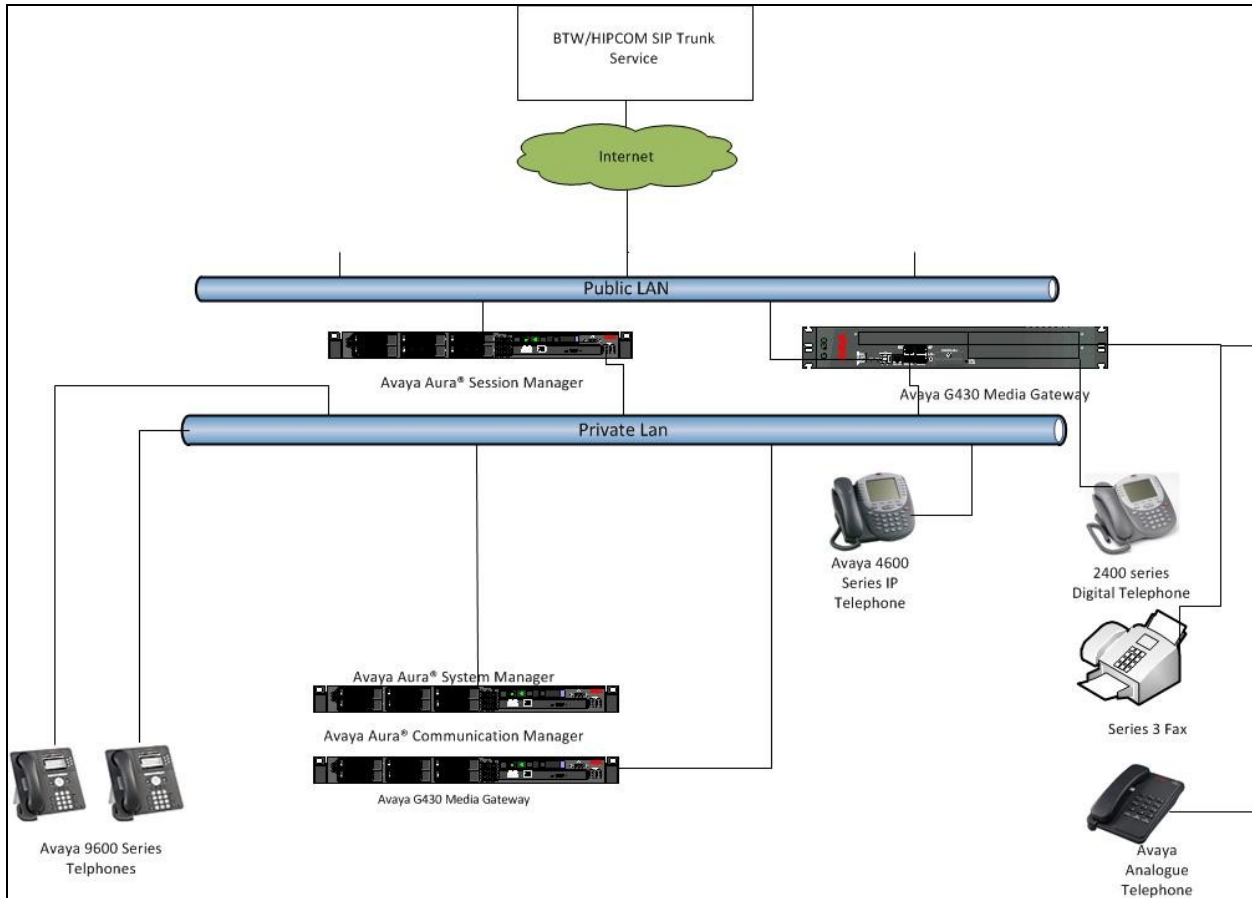 BTW/HIPCOM SIP Trunk
Service
Internet
Public LAN
Avaya Aura® Session Manager
Avaya G430 Media Gateway
Private Lan
Avaya 4600
Series IP
Telephone
2400 series
Digital Telephone
Avaya Aura® System Manager
Series 3 Fax
Avaya Aura® Communication Manager
Avaya G430 Media Gateway
Avaya 9600 Series
Telphones
Avaya
Analogue
Telephone